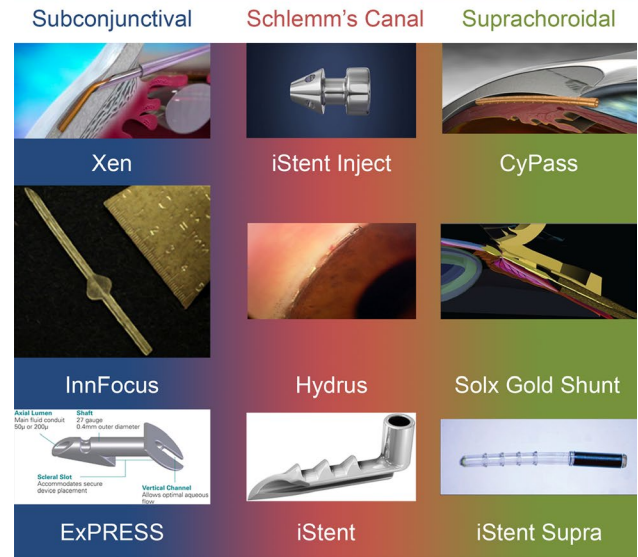 Subconjunctival
Schlemm's Canal
Suprachoroidal
Xen
iStent Inject
CyPass
InnFocus
Hydrus
Solx Gold Shunt
Axial Lumen
Main fluid conduit
50µ or 200µ
Shaft
27 gauge
0.4mm outer diameter
Scleral Slot
Accommodates secure
device placement
Vertical Channel
Allows optimal aqueous
flow
ExPRESS
iStent
iStent Supra